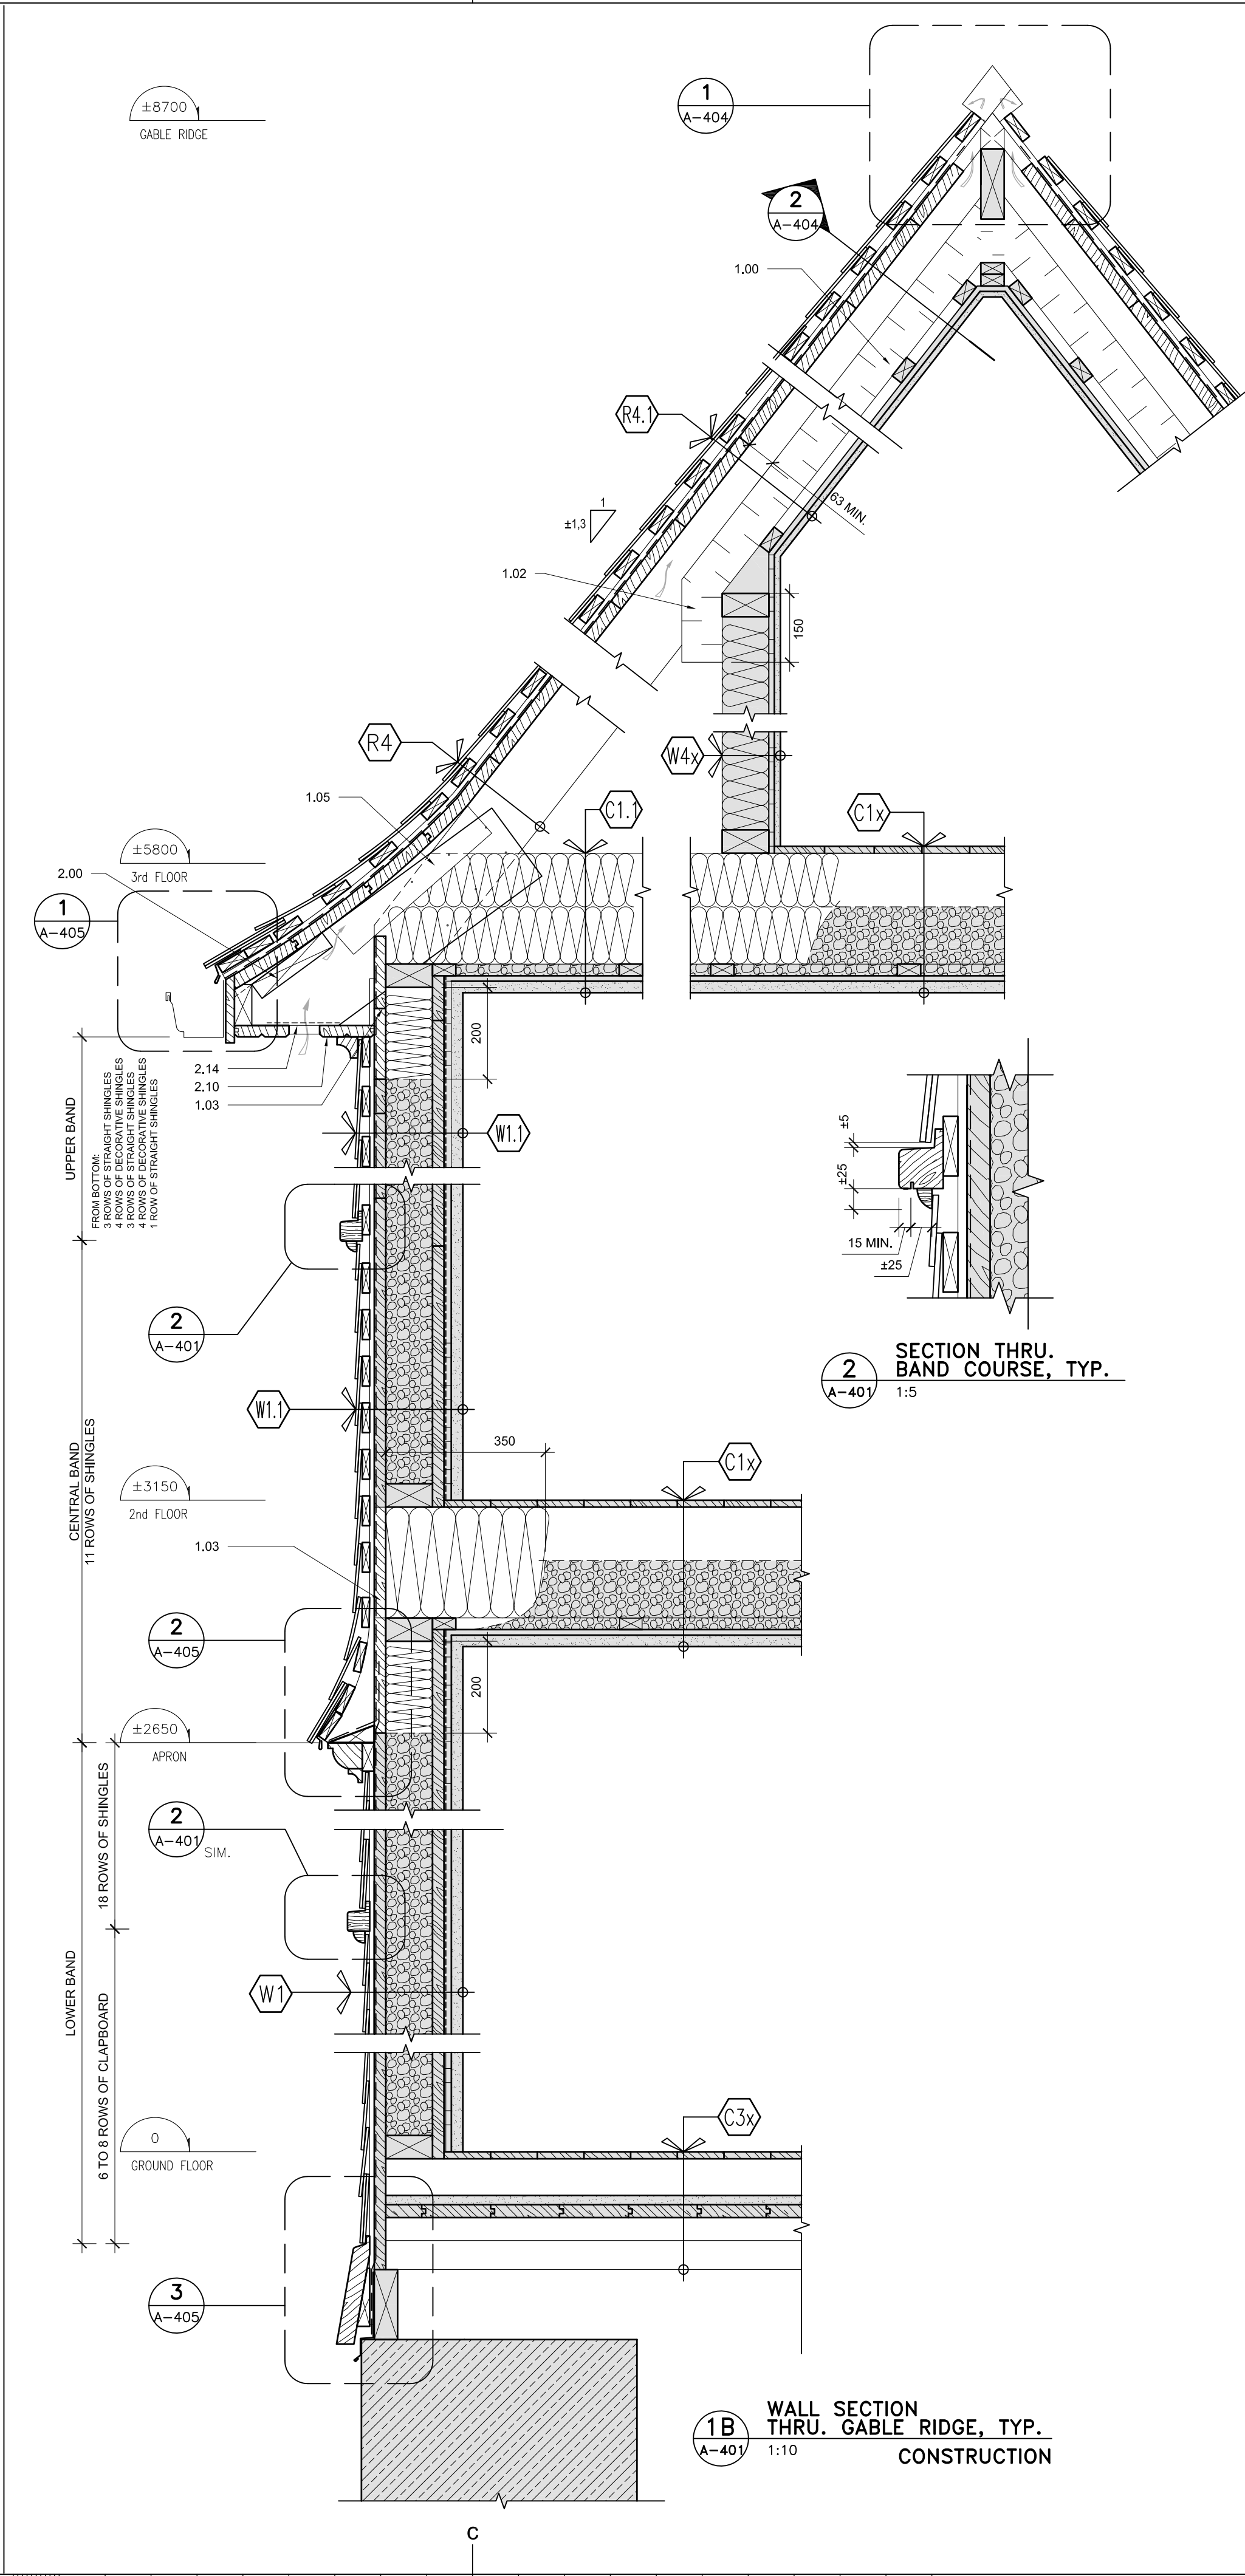 ±8700
GABLE RIDGE
1
A-404
2
A-404
1.00
R4.1
63 MIN.
1
±1,3
1.02
150
R4
W4x
1.05
C1.1
C1x
±5800
3rd FLOOR
2.00
1
A-405
200
2.14
2.10
1.03
UPPER BAND
FROM BOTTOM:
3 ROWS OF STRAIGHT SHINGLES
4 ROWS OF DECORATIVE SHINGLES
3 ROWS OF STRAIGHT SHINGLES
4 ROWS OF DECORATIVE SHINGLES
1 ROW OF STRAIGHT SHINGLES
W1.1
±5
±25
15 MIN.
±25
2
A-401
SECTION THRU.
BAND COURSE, TYP.
2
A-401
1:5
W1.1
350
C1x
CENTRAL BAND
11 ROWS OF SHINGLES
±3150
2nd FLOOR
1.03
2
A-405
200
±2650
APRON
2
A-401
SIM.
18 ROWS OF SHINGLES
LOWER BAND
W1
6 TO 8 ROWS OF CLAPBOARD
0
GROUND FLOOR
C3x
3
A-405
WALL SECTION
THRU. GABLE RIDGE, TYP.
1B
A-401
1:10
CONSTRUCTION
C